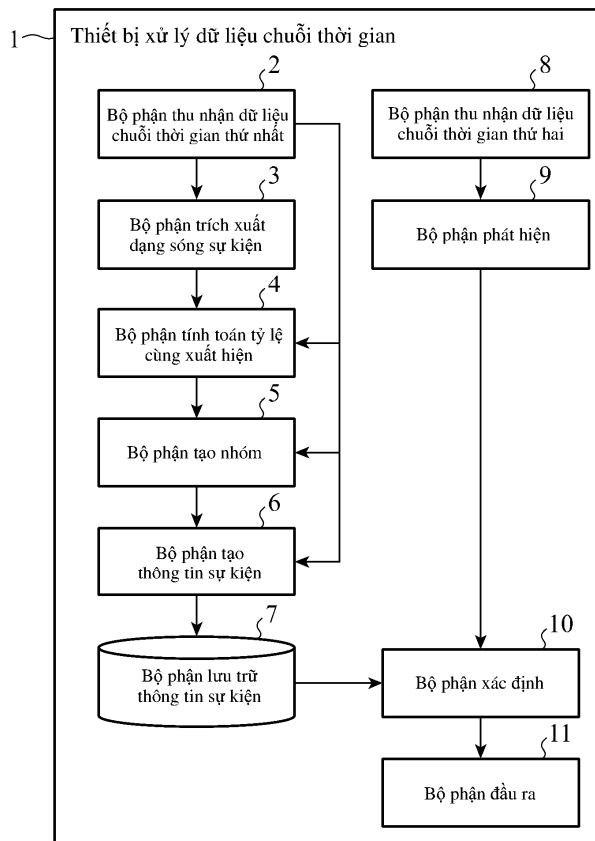 1
Thiết bị xử lý dữ liệu chuỗi thời gian
2
Bộ phận thu nhận dữ liệu
chuỗi thời gian thứ nhất
3
Bộ phận trích xuất
dạng sóng sự kiện
4
Bộ phận tính toán tỷ lệ
cùng xuất hiện
5
Bộ phận tạo nhóm
6
Bộ phận tạo
thông tin sự kiện
7
Bộ phận lưu trữ
thông tin sự kiện
8
Bộ phận thu nhận dữ liệu
chuỗi thời gian thứ hai
9
Bộ phận phát hiện
10
Bộ phận xác định
11
Bộ phận đầu ra